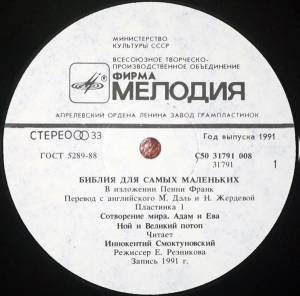 МИНИСТЕРСТВО
КУЛЬТУРЫ СССР
ВСЕСОЮЗНОЕ ТВОРЧЕСКО-
ПРОИЗВОДСТВЕННОЕ ОБЪЕДИНЕНИЕ
ФИРМА
МЕЛОДИЯ
АПРЕЛЕВСКИЙ ОРДЕНА ЛЕНИНА ЗАВОД ГРАМПЛАСТИНОК
СТЕРЕО 33
Год выпуска 1991
ГОСТ 5289-88
С50 31791 008
31791
1
БИБЛИЯ ДЛЯ САМЫХ МАЛЕНЬКИХ
В изложении Пенни Франк
Перевод с английского М. Дэль и Н. Жердевой
Пластинка 1
Сотворение мира. Адам и Ева
Ной и Великий потоп
Читает
Иннокентий Смоктуновский
Режиссер Е. Резникова
Запись 1991 г.